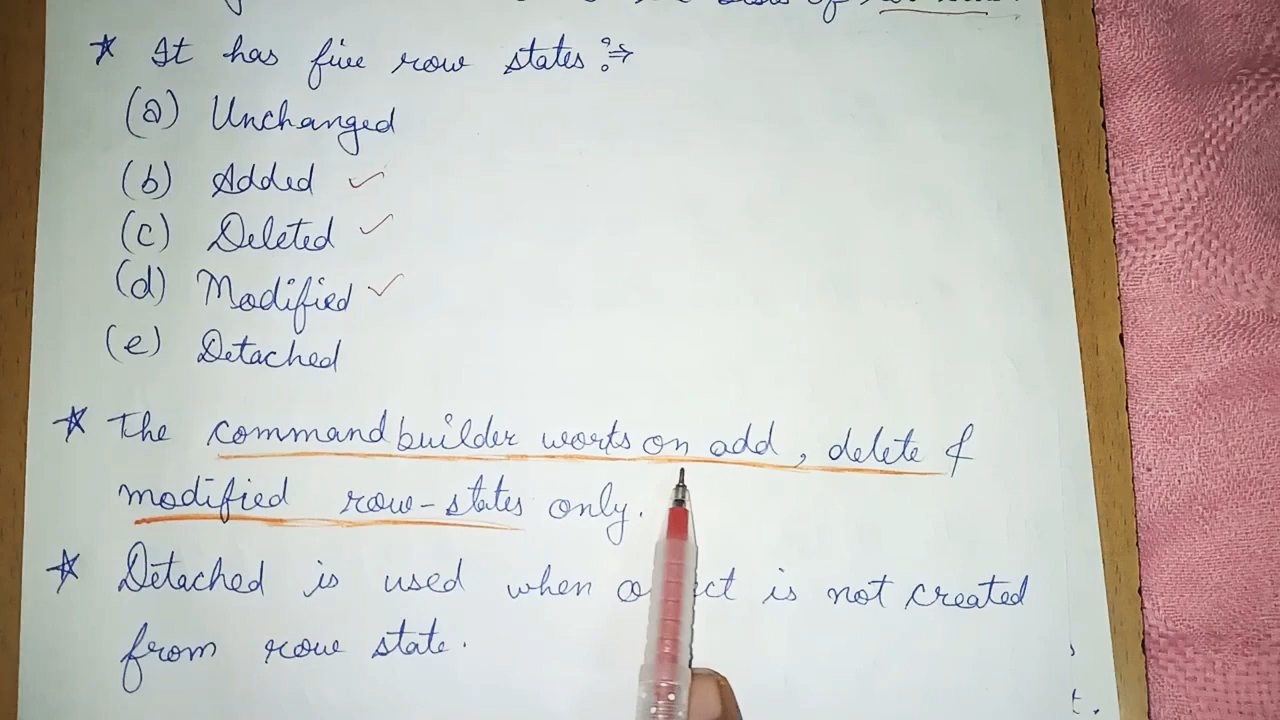 ★ It has five row states :⇒
(a) Unchanged
(b) Added ✓
(c) Deleted ✓
(d) Modified ✓
(e) Detached
★ The commandbuilder works on add, delete &
modified row-states only.
★ Detached is used when is not created
from row state.